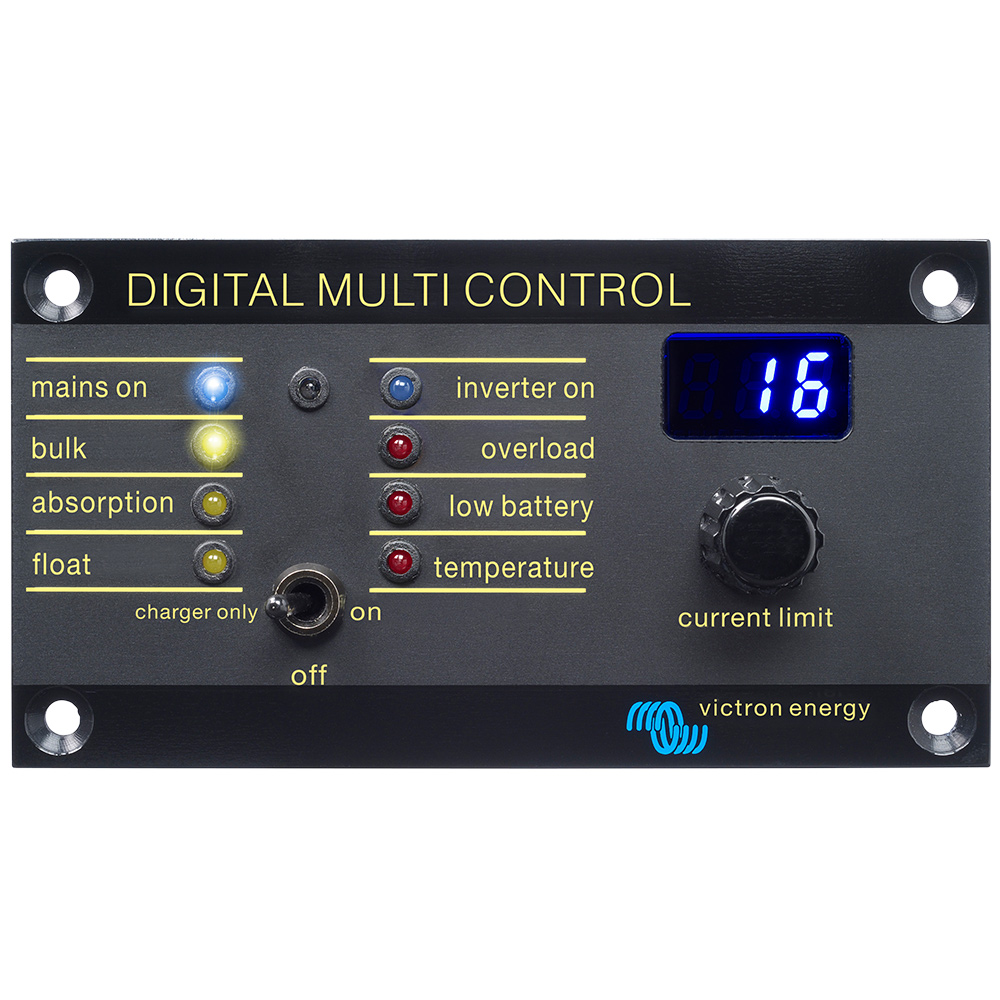 DIGITAL MULTI CONTROL
mains on
bulk
absorption
float
inverter on
overload
low battery
temperature
16
current limit
charger only
on
off
victron energy